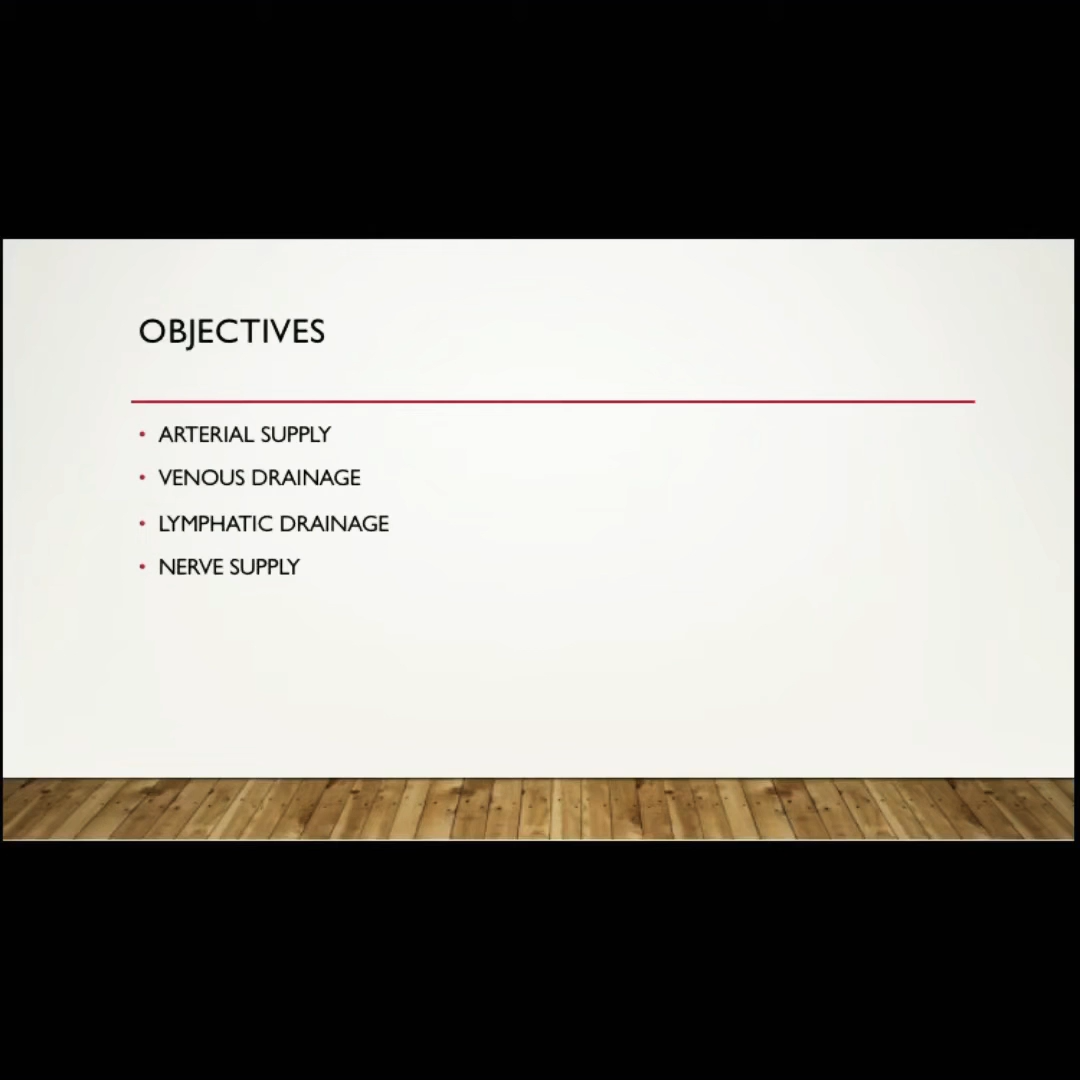 OBJECTIVES
• ARTERIAL SUPPLY
• VENOUS DRAINAGE
• LYMPHATIC DRAINAGE
• NERVE SUPPLY